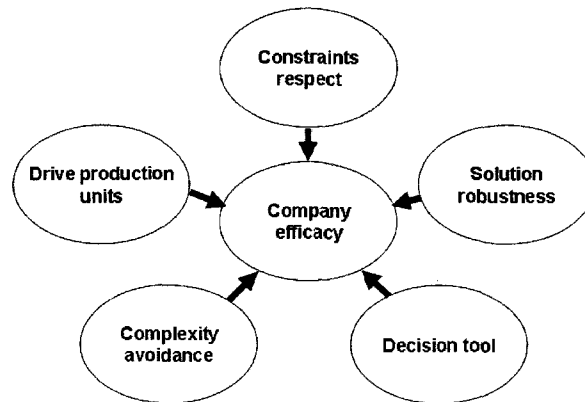 Constraints
respect
Drive production
units
Solution
robustness
Company
efficacy
Complexity
avoidance
Decision tool